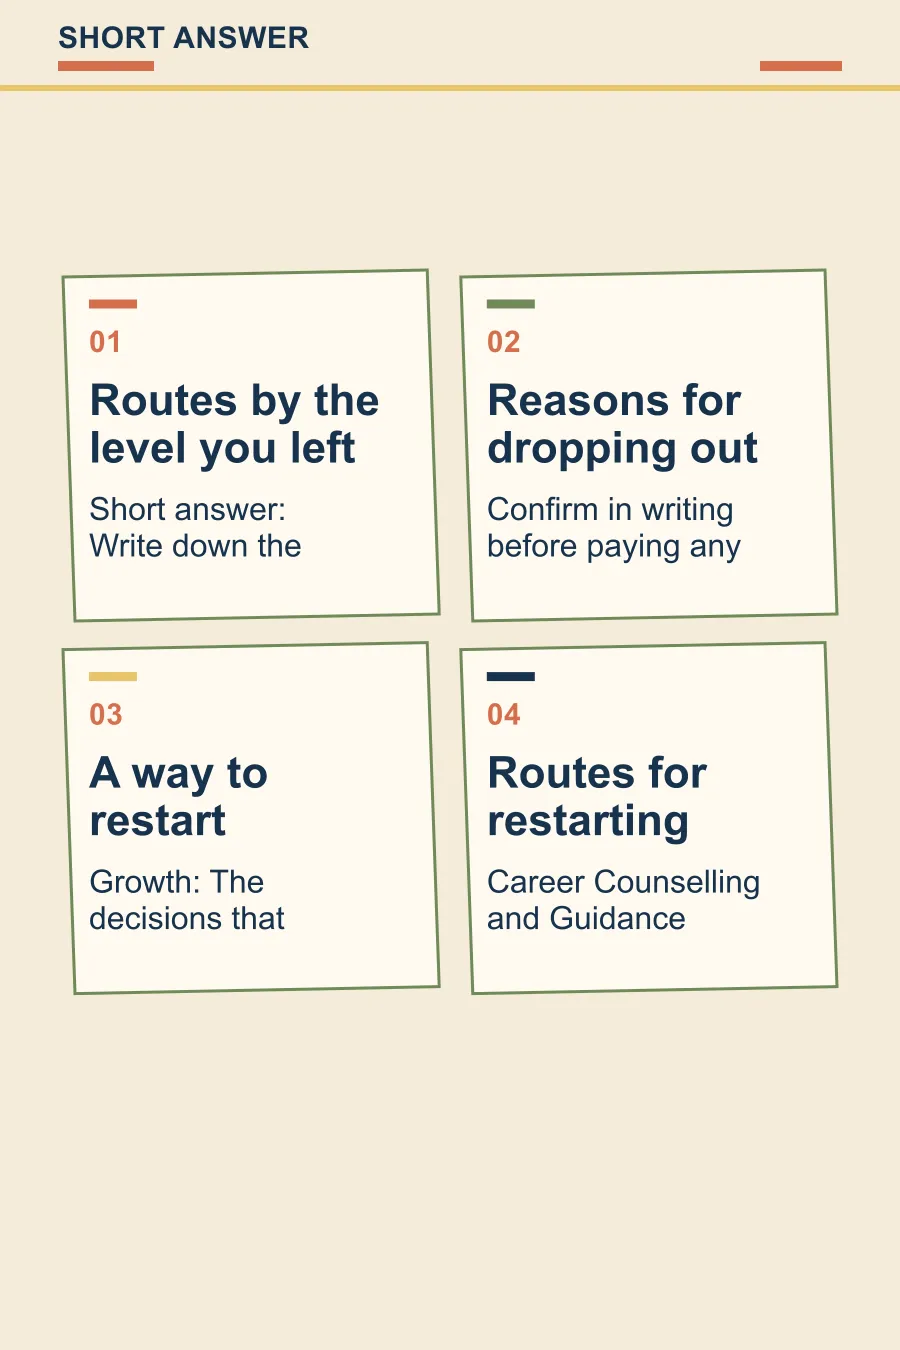 SHORT ANSWER
01
Routes by the
level you left
Short answer:
Write down the
02
Reasons for
dropping out
Confirm in writing
before paying any
03
A way to
restart
Growth: The
decisions that
04
Routes for
restarting
Career Counselling
and Guidance